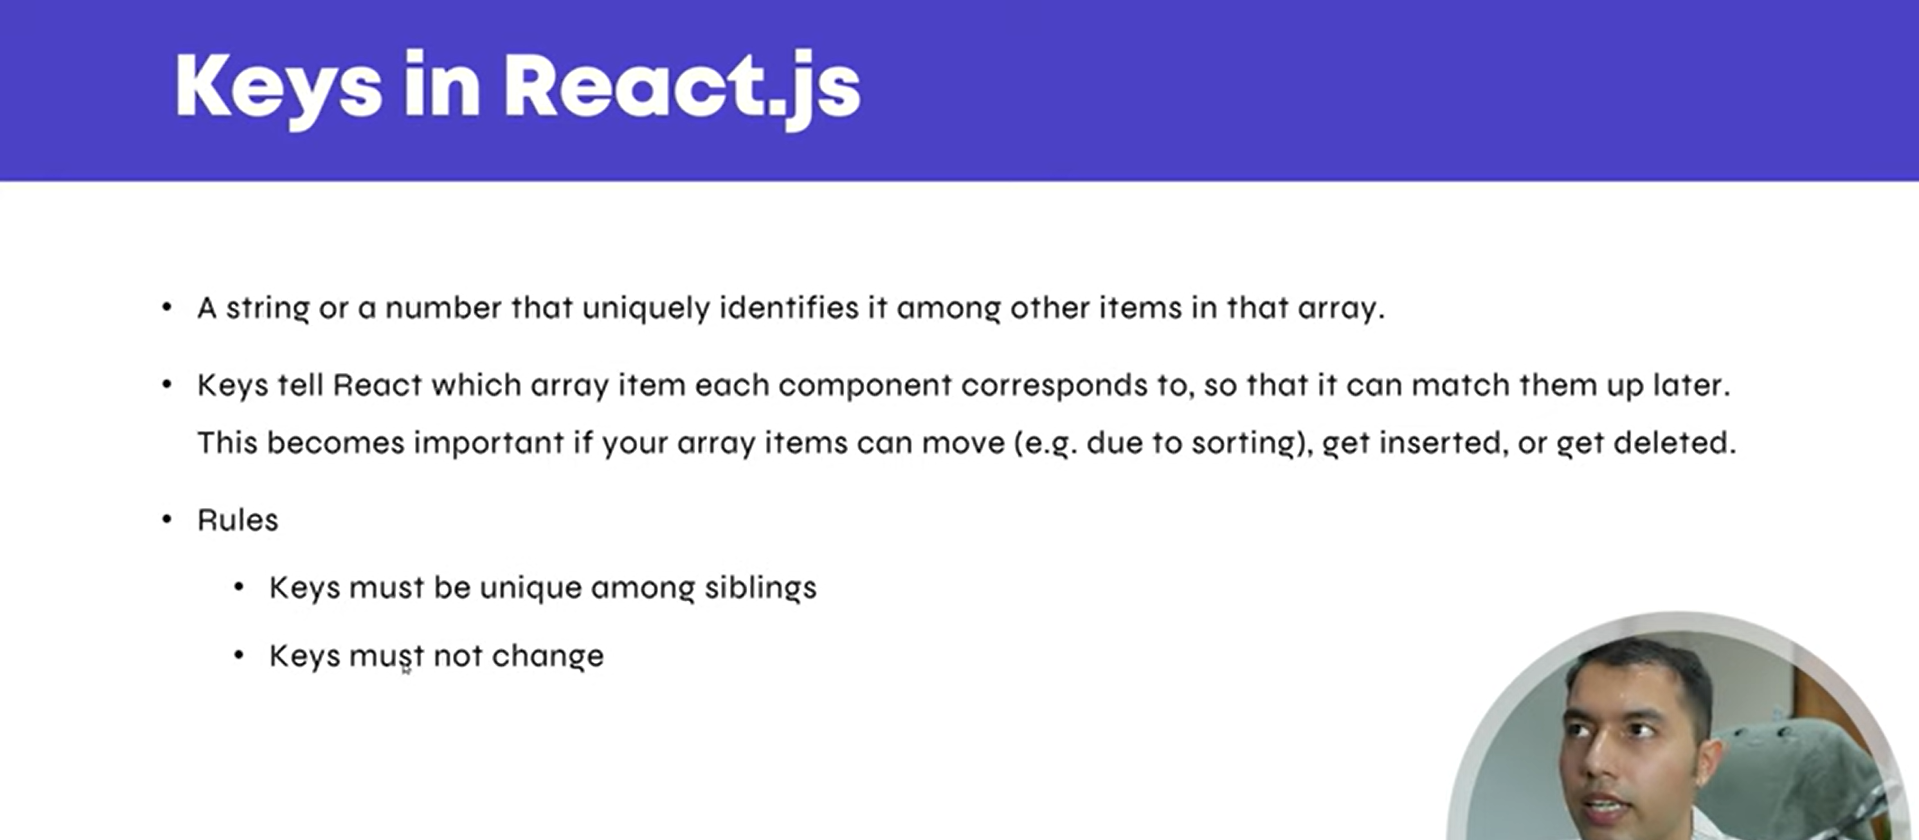 Keys in React.js
• A string or a number that uniquely identifies it among other items in that array.
• Keys tell React which array item each component corresponds to, so that it can match them up later.
This becomes important if your array items can move (e.g. due to sorting), get inserted, or get deleted.
• Rules
• Keys must be unique among siblings
• Keys must not change